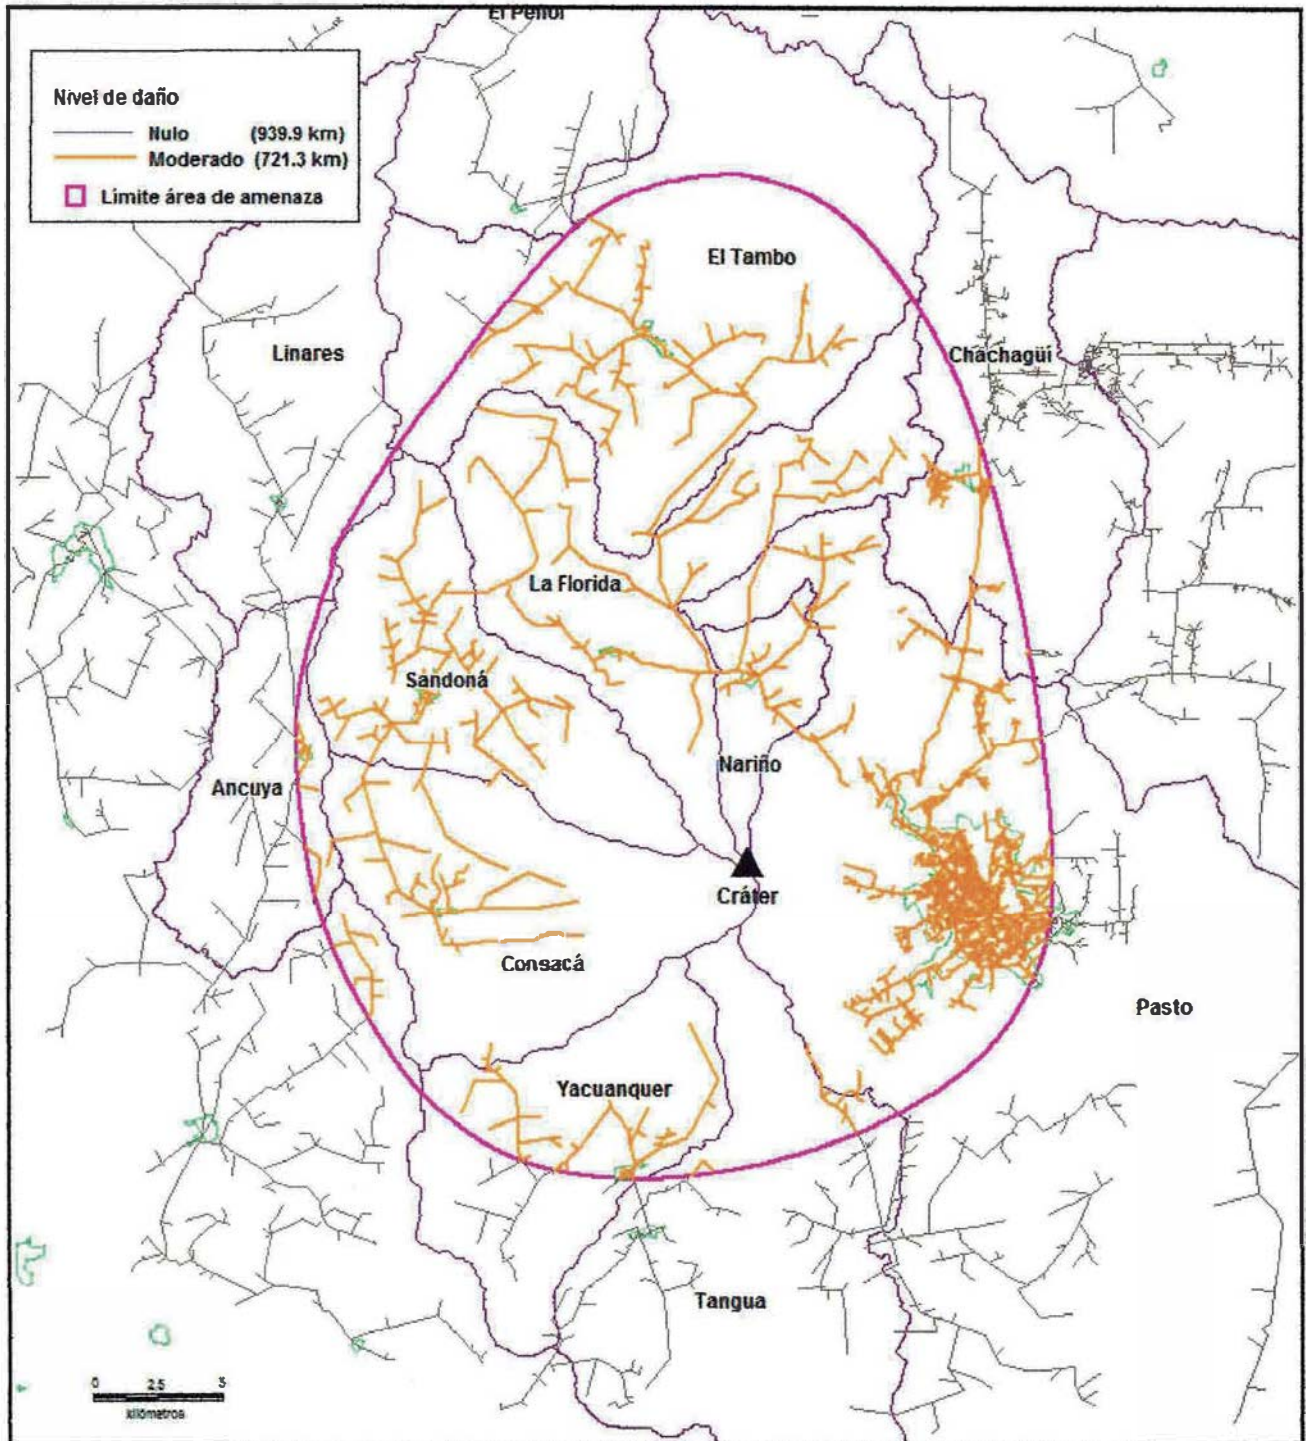 El Peñol
Nivel de daño
Nulo (939.9 km)
Moderado (721.3 km)
Límite área de amenaza
El Tambo
Linares
Chachagüí
La Florida
Sandoná
Nariño
Ancuya
Cráter
Consacá
Pasto
Yacuanquer
Tangua
0 2.5 5
kilómetros